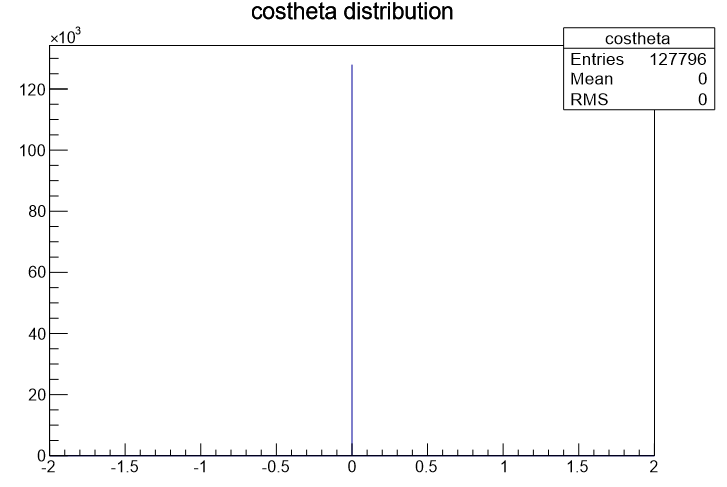 costheta distribution
×10³
costheta
Entries 127796
Mean 0
RMS 0
120
100
80
60
40
20
0
-2 -1.5 -1 -0.5 0 0.5 1 1.5 2